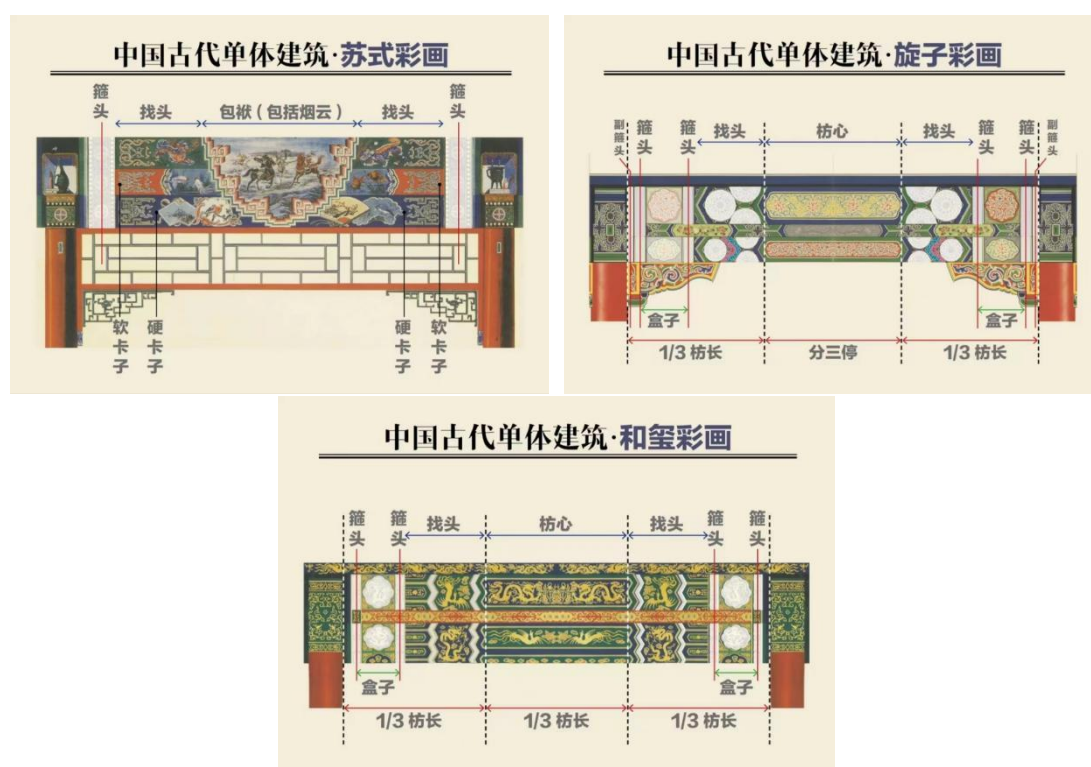 中国古代单体建筑·苏式彩画
箍头 找头 包袱（包括烟云） 找头 箍头
软卡子 硬卡子 硬卡子 软卡子
中国古代单体建筑·旋子彩画
副箍头 箍头 箍头 找头 枋心 找头 箍头 箍头 副箍头
盒子 盒子
1/3 枋长 分三停 1/3 枋长
中国古代单体建筑·和玺彩画
箍头 箍头 找头 枋心 找头 箍头 箍头
盒子 盒子
1/3 枋长 1/3 枋长 1/3 枋长